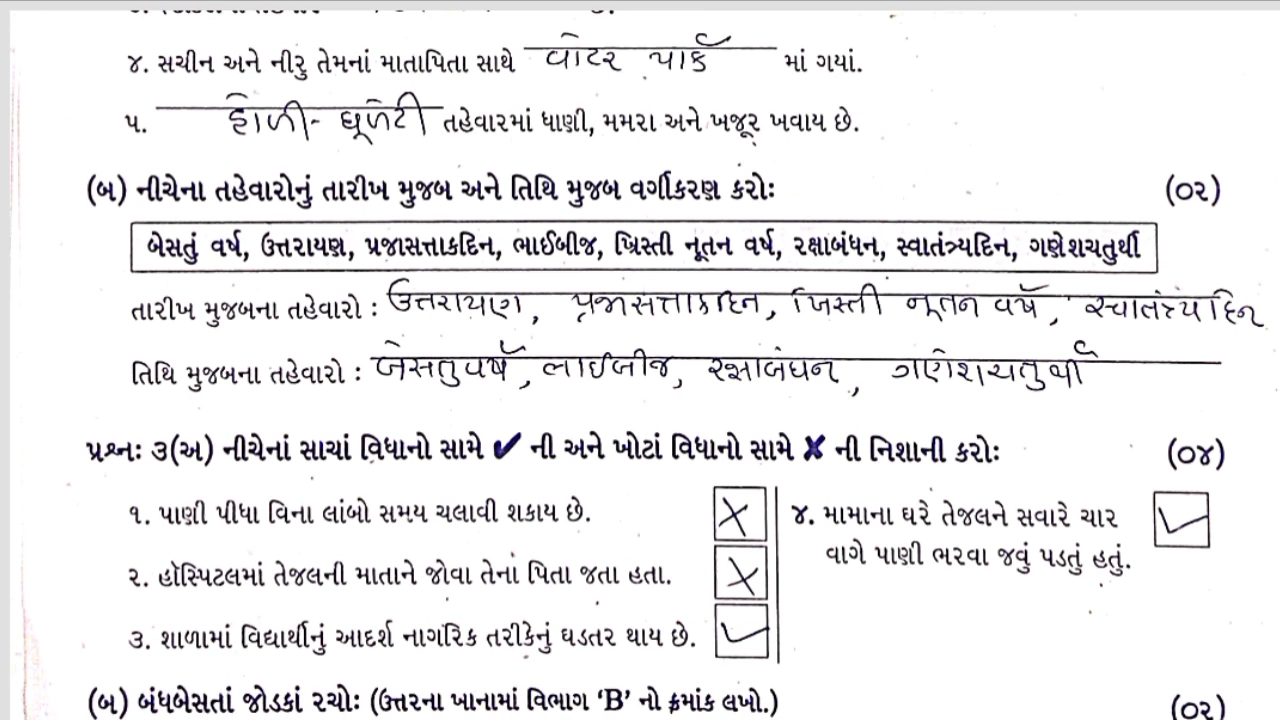 ૪. સચીન અને નીરુ તેમનાં માતાપિતા સાથે વોટર પાર્ક માં ગયાં.
૫. હોળી-ધૂળેટી તહેવારમાં ધાણી, મમરા અને ખજૂર ખવાય છે.
(બ) નીચેના તહેવારોનું તારીખ મુજબ અને તિથિ મુજબ વર્ગીકરણ કરોઃ (૦૨)
બેસતું વર્ષ, ઉત્તરાયણ, પ્રજાસત્તાકદિન, ભાઈબીજ, ખ્રિસ્તી નૂતન વર્ષ, રક્ષાબંધન, સ્વાતંત્ર્યદિન, ગણેશચતુર્થી
તારીખ મુજબના તહેવારો : ઉત્તરાયણ, પ્રજાસત્તાકદિન, ખ્રિસ્તી નૂતન વર્ષ, સ્વાતંત્ર્યદિન
તિથિ મુજબના તહેવારો : બેસતુ વર્ષ, ભાઈબીજ, રક્ષાબંધન, ગણેશચતુર્થી
પ્રશ્નઃ ૩(અ) નીચેનાં સાચાં વિધાનો સામે ✔ ની અને ખોટાં વિધાનો સામે ✘ ની નિશાની કરોઃ (૦૪)
૧. પાણી પીધા વિના લાંબો સમય ચલાવી શકાય છે. ✗
૨. હૉસ્પિટલમાં તેજલની માતાને જોવા તેનાં પિતા જતા હતા. ✗
૩. શાળામાં વિદ્યાર્થીનું આદર્શ નાગરિક તરીકેનું ઘડતર થાય છે. ✓
૪. મામાના ઘરે તેજલને સવારે ચાર ✓
વાગે પાણી ભરવા જવું પડતું હતું.
(બ) બંધબેસતાં જોડકાં રચોઃ (ઉત્તરના ખાનામાં વિભાગ ‘B’ નો ક્રમાંક લખો.) (૦૨)